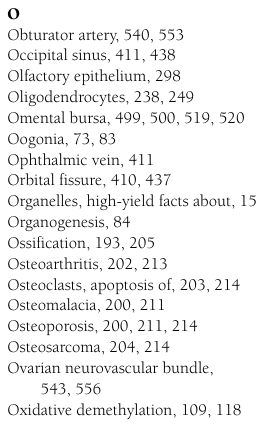 O
Obturator artery, 540, 553
Occipital sinus, 411, 438
Olfactory epithelium, 298
Oligodendrocytes, 238, 249
Omental bursa, 499, 500, 519, 520
Oogonia, 73, 83
Ophthalmic vein, 411
Orbital fissure, 410, 437
Organelles, high-yield facts about, 15
Organogenesis, 84
Ossification, 193, 205
Osteoarthritis, 202, 213
Osteoclasts, apoptosis of, 203, 214
Osteomalacia, 200, 211
Osteoporosis, 200, 211, 214
Osteosarcoma, 204, 214
Ovarian neurovascular bundle,
543, 556
Oxidative demethylation, 109, 118